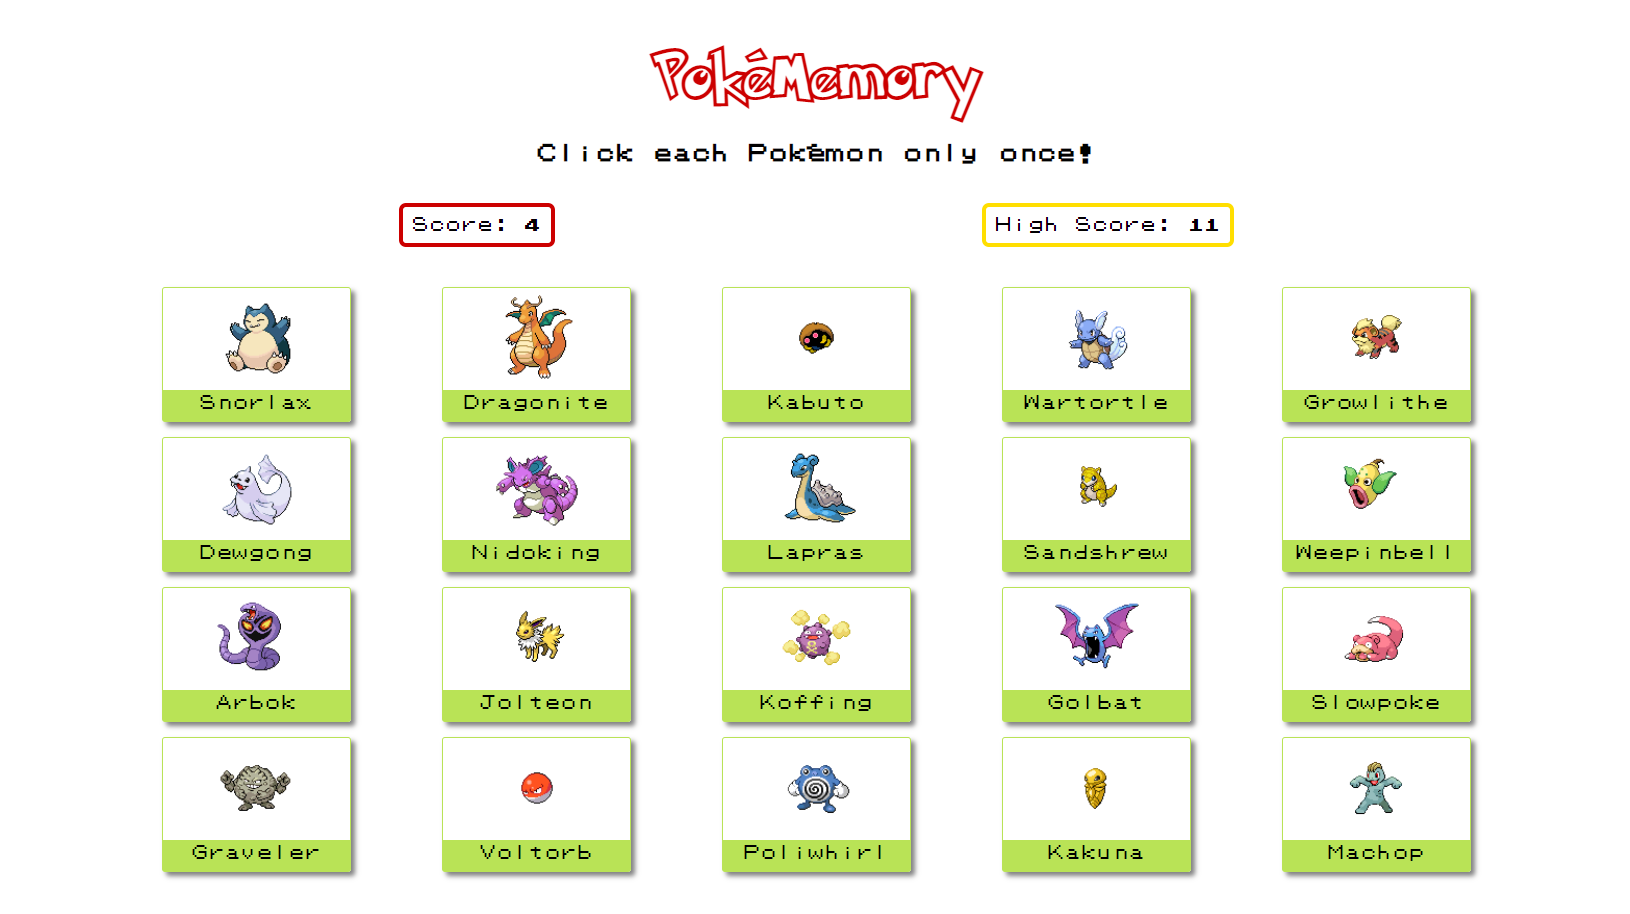 PokéMemory
Click each Pokémon only once!
Score: 4
High Score: 11
Snorlax
Dragonite
Kabuto
Wartortle
Growlithe
Dewgong
Nidoking
Lapras
Sandshrew
Weepinbell
Arbok
Jolteon
Koffing
Golbat
Slowpoke
Graveler
Voltorb
Poliwhirl
Kakuna
Machop